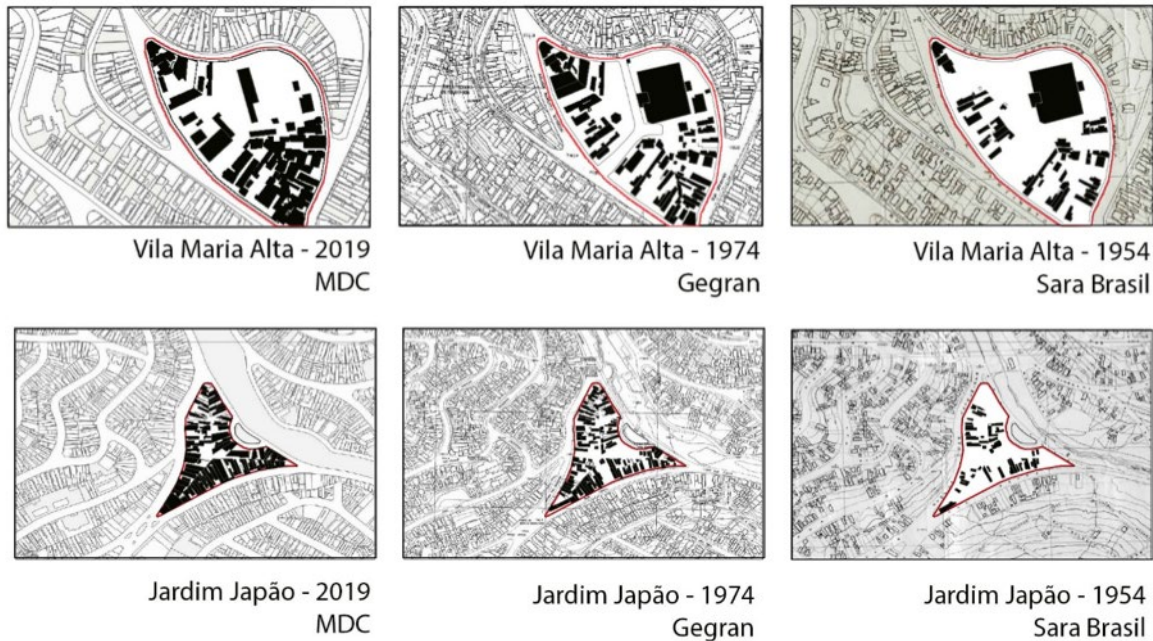 Vila Maria Alta - 2019
MDC
Vila Maria Alta - 1974
Gegran
Vila Maria Alta - 1954
Sara Brasil
Jardim Japão - 2019
MDC
Jardim Japão - 1974
Gegran
Jardim Japão - 1954
Sara Brasil